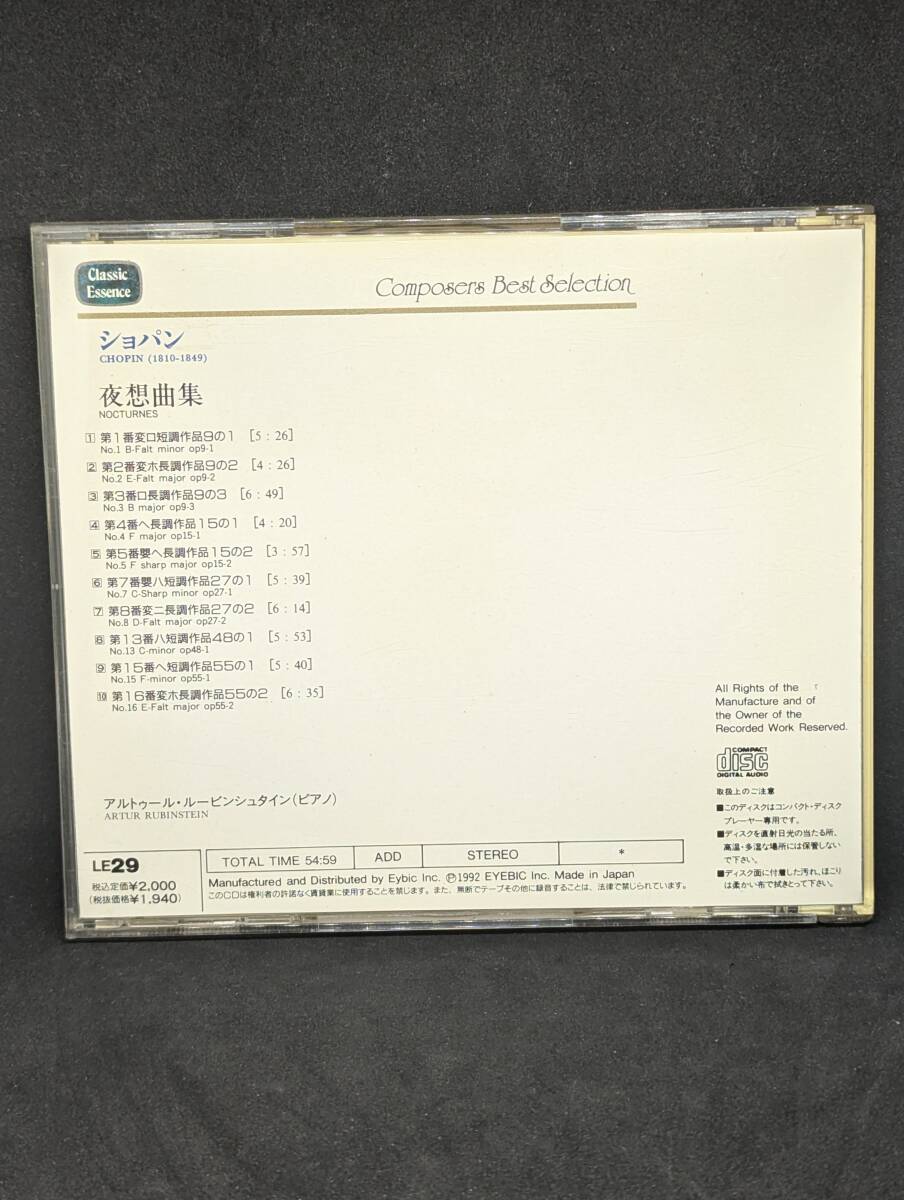 Classic
Essence
Composers Best Selection
ショパン
CHOPIN (1810-1849)
夜想曲集
NOCTURNES
1 第1番変ロ短調作品9の1 [5:26]
No.1 B-Falt minor op9-1
2 第2番変ホ長調作品9の2 [4:26]
No.2 E-Falt major op9-2
3 第3番ロ長調作品9の3 [6:49]
No.3 B major op9-3
4 第4番ヘ長調作品15の1 [4:20]
No.4 F major op15-1
5 第5番嬰ヘ長調作品15の2 [3:57]
No.5 F sharp major op15-2
6 第7番嬰ハ短調作品27の1 [5:39]
No.7 C-Sharp minor op27-1
7 第8番変ニ長調作品27の2 [6:14]
No.8 D-Falt major op27-2
8 第13番ハ短調作品48の1 [5:53]
No.13 C-minor op48-1
9 第15番ヘ短調作品55の1 [5:40]
No.15 F-minor op55-1
10 第16番変ホ長調作品55の2 [6:35]
No.16 E-Falt major op55-2
アルトゥール・ルービンシュタイン(ピアノ)
ARTUR RUBINSTEIN
All Rights of the
Manufacture and of
the Owner of the
Recorded Work Reserved.
COMPACT
disc
DIGITAL AUDIO
取扱上のご注意
■このディスクはコンパクト・ディスク
プレーヤー専用です。
■ディスクを直射日光の当たる所、
高温・多湿な場所には保管しない
で下さい。
■ディスク面に付着した汚れ、ほこり
は柔かい布で拭きとって下さい。
LE29
税込定価¥2,000
(税抜価格¥1,940)
TOTAL TIME 54:59 ADD STEREO *
Manufactured and Distributed by Eybic Inc. ℗1992 EYEBIC Inc. Made in Japan
このCDは権利者の許諾なく賃貸業に使用することを禁じます。また、無断でテープその他に録音することは、法律で禁じられています。